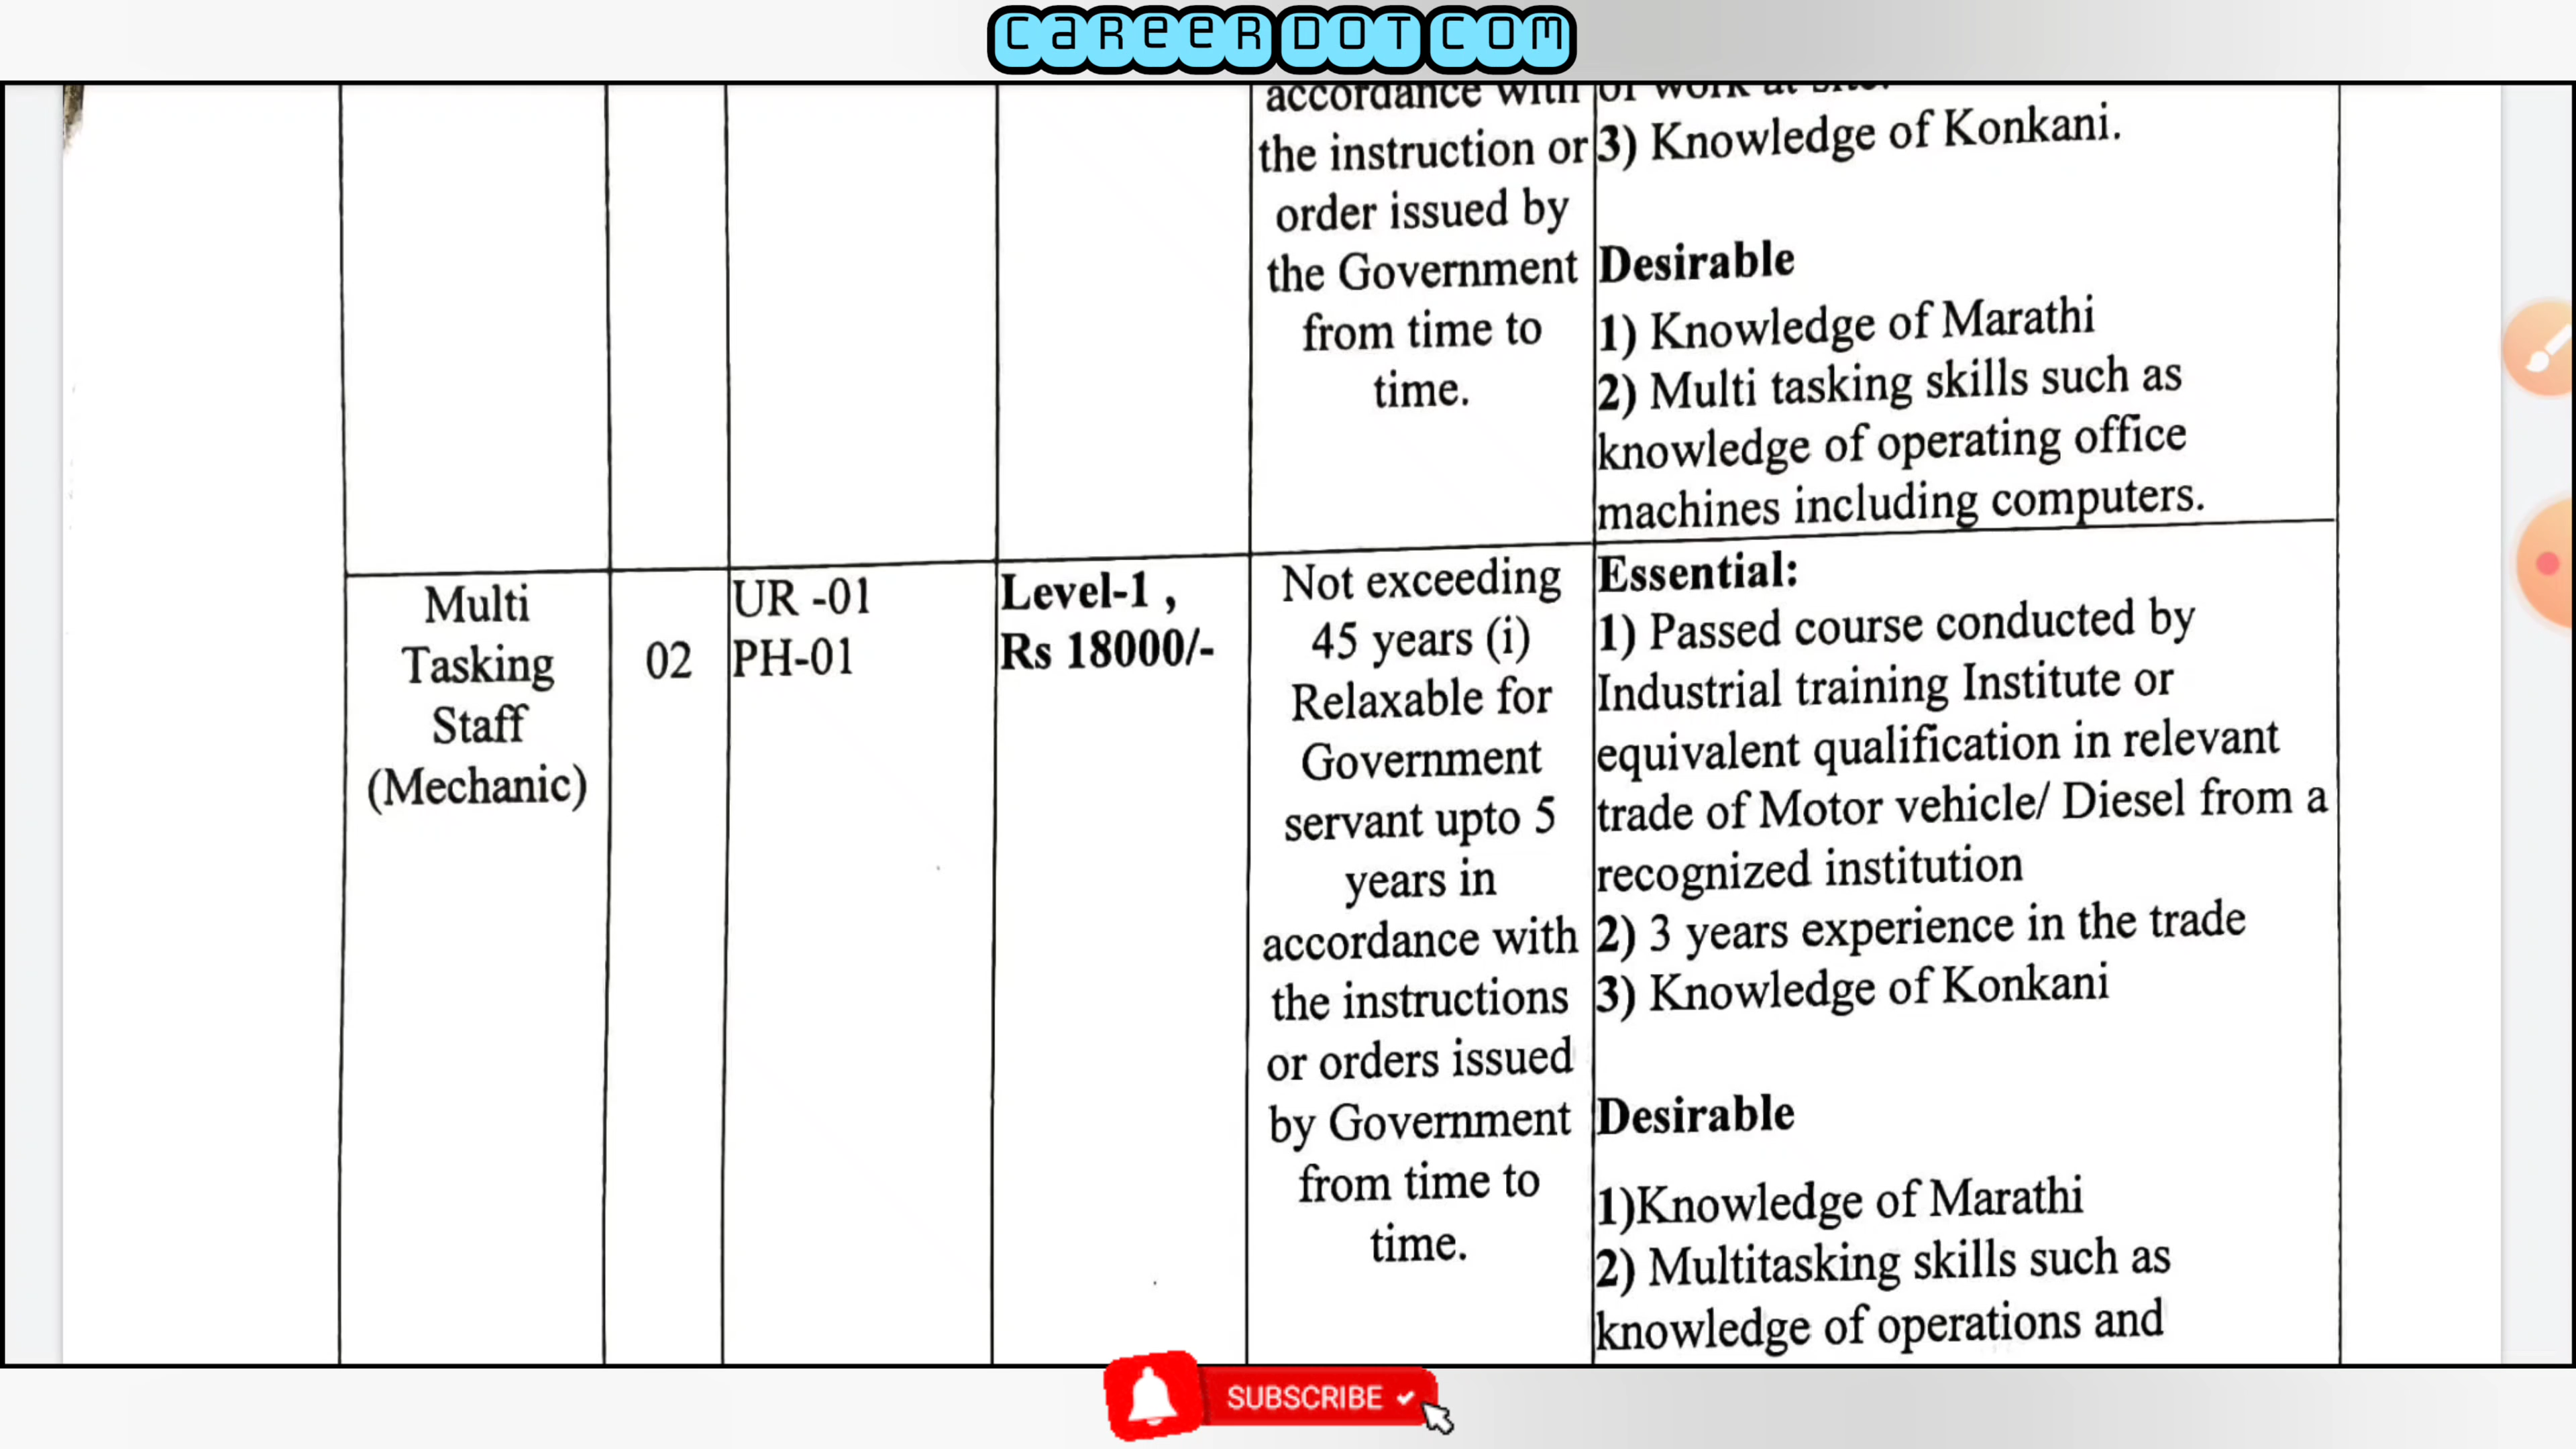 CAREER DOT COM
accordance with
the instruction or
order issued by
the Government
from time to
time.
of work at site.
3) Knowledge of Konkani.
Desirable
1) Knowledge of Marathi
2) Multi tasking skills such as
knowledge of operating office
machines including computers.
Multi
Tasking
Staff
(Mechanic)
02
UR -01
PH-01
Level-1 ,
Rs 18000/-
Not exceeding
45 years (i)
Relaxable for
Government
servant upto 5
years in
accordance with
the instructions
or orders issued
by Government
from time to
time.
Essential:
1) Passed course conducted by
Industrial training Institute or
equivalent qualification in relevant
trade of Motor vehicle/ Diesel from a
recognized institution
2) 3 years experience in the trade
3) Knowledge of Konkani
Desirable
1)Knowledge of Marathi
2) Multitasking skills such as
knowledge of operations and
SUBSCRIBE